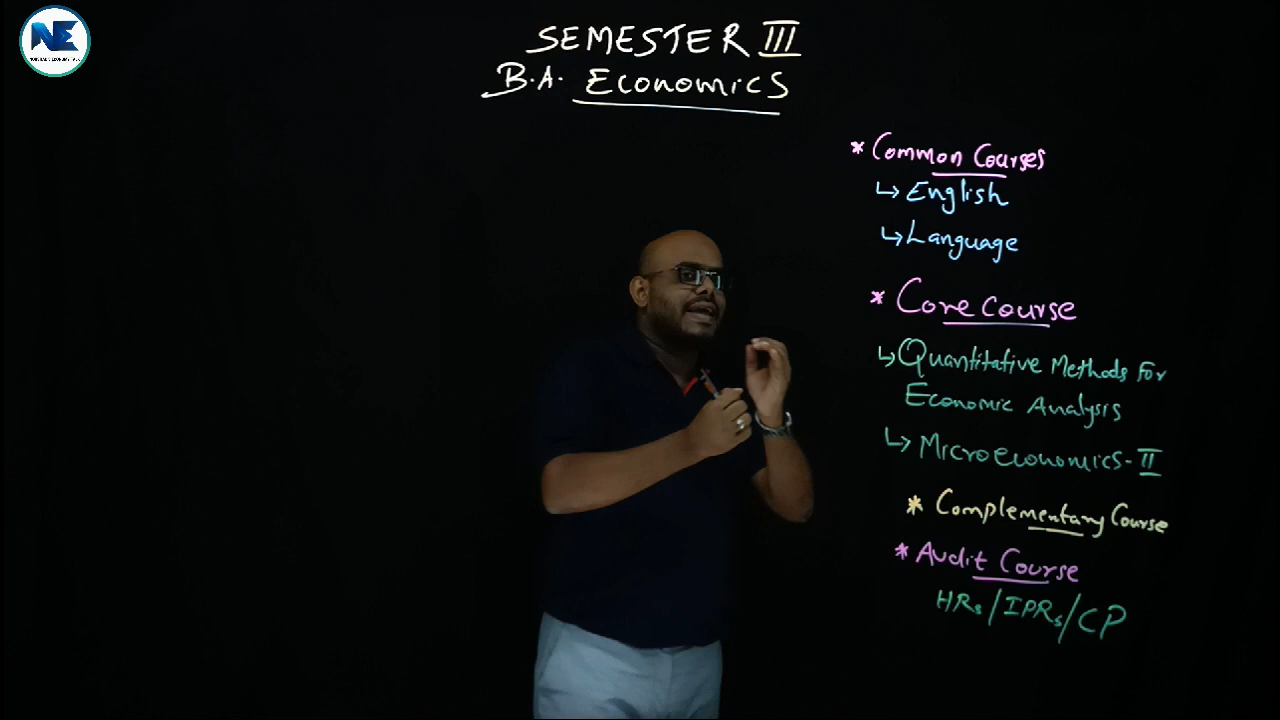 NE
SEMESTER III
B.A. Economics
* Common Courses
↳ English
↳ Language
* Core Course
↳ Quantitative Methods For
Economic Analysis
↳ Microeconomics-II
* Complementary Course
* Audit Course
HRs/IPRs/CP